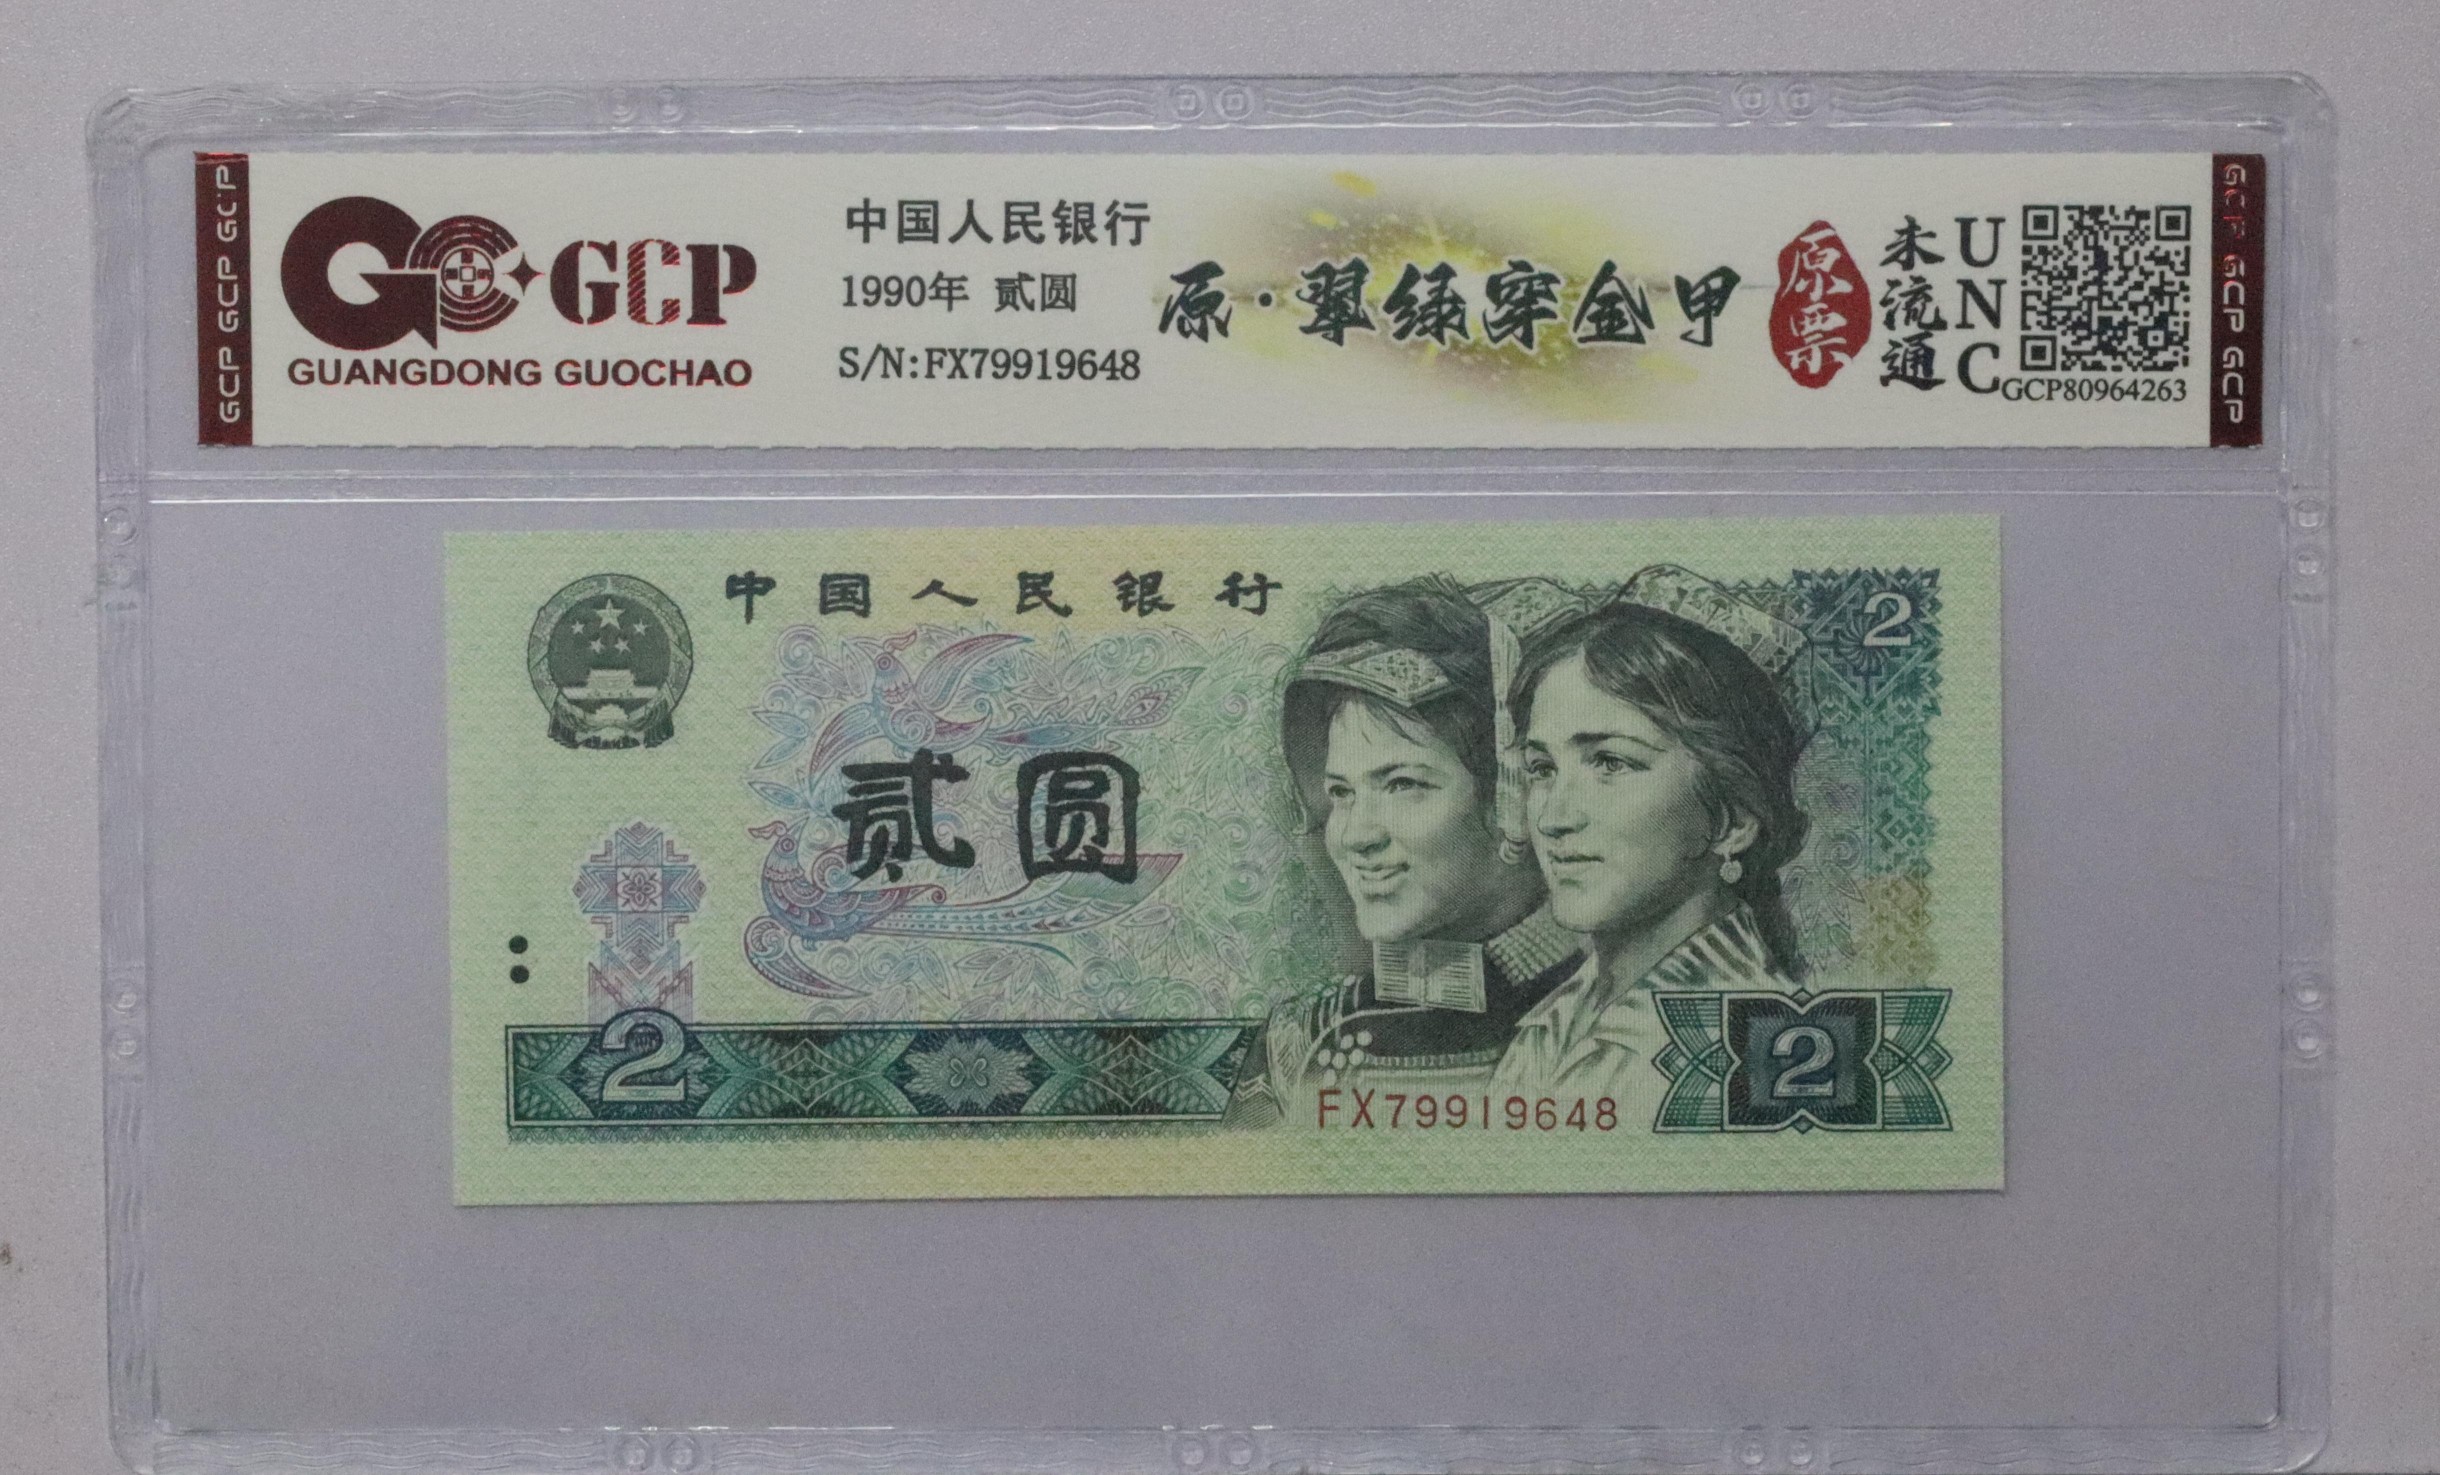 GCP GCP GCP
GCP
GUANGDONG GUOCHAO
中国人民银行
1990年 贰圆
S/N:FX79919648
原·翠绿穿金甲
原票
未流通
UNC
GCP80964263
GCP GCP GCP
中国人民银行
2
贰圆
2
FX79919648
2